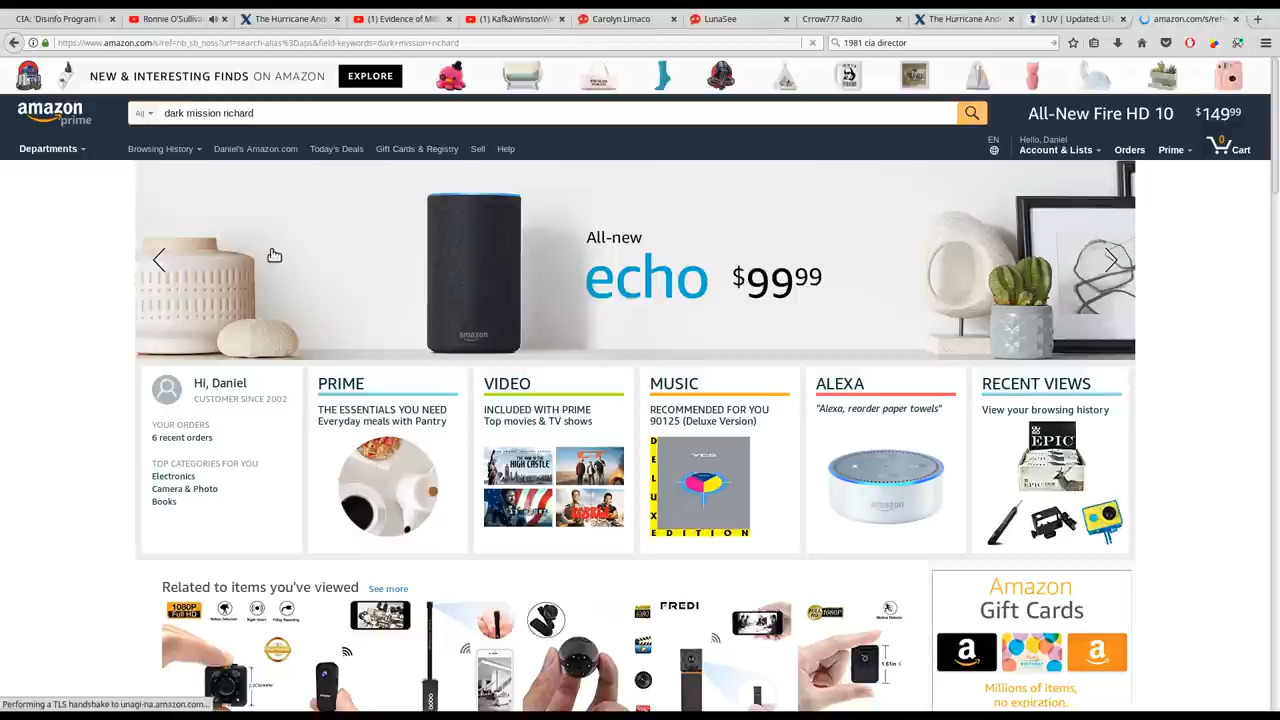 CIA: 'Disinfo Program I
Ronnie O'Sulliva
The Hurricane And
(1) Evidence of Mil
(1) KafkaWinstonW
Carolyn Limaco
LunaSee
Crrow777 Radio
The Hurricane And
I UV | Updated: UN
amazon.com/s/ref=
https://www.amazon.com/s/ref=nb_sb_noss?url=search-alias%3Daps&field-keywords=dark+mission+richard
1981 cia director
NEW & INTERESTING FINDS ON AMAZON
EXPLORE
amazon
prime
All
dark mission richard
All-New Fire HD 10 $149.99
Departments
Browsing History
Daniel's Amazon.com
Today's Deals
Gift Cards & Registry
Sell
Help
EN
Hello, Daniel
Account & Lists
Orders
Prime
0
Cart
All-new
echo $99.99
amazon
Hi, Daniel
CUSTOMER SINCE 2002
YOUR ORDERS
6 recent orders
TOP CATEGORIES FOR YOU
Electronics
Camera & Photo
Books
PRIME
THE ESSENTIALS YOU NEED
Everyday meals with Pantry
VIDEO
INCLUDED WITH PRIME
Top movies & TV shows
HIGH CASTLE
MUSIC
RECOMMENDED FOR YOU
90125 (Deluxe Version)
DELUXE
YES
EDITION
ALEXA
"Alexa, reorder paper towels"
amazon
RECENT VIEWS
View your browsing history
EPIC
Related to items you've viewed
See more
1080P
Full HD
FREDI
1080P
1.61in
Amazon
Gift Cards
Millions of items,
no expiration.
Performing a TLS handshake to unagi-na.amazon.com...